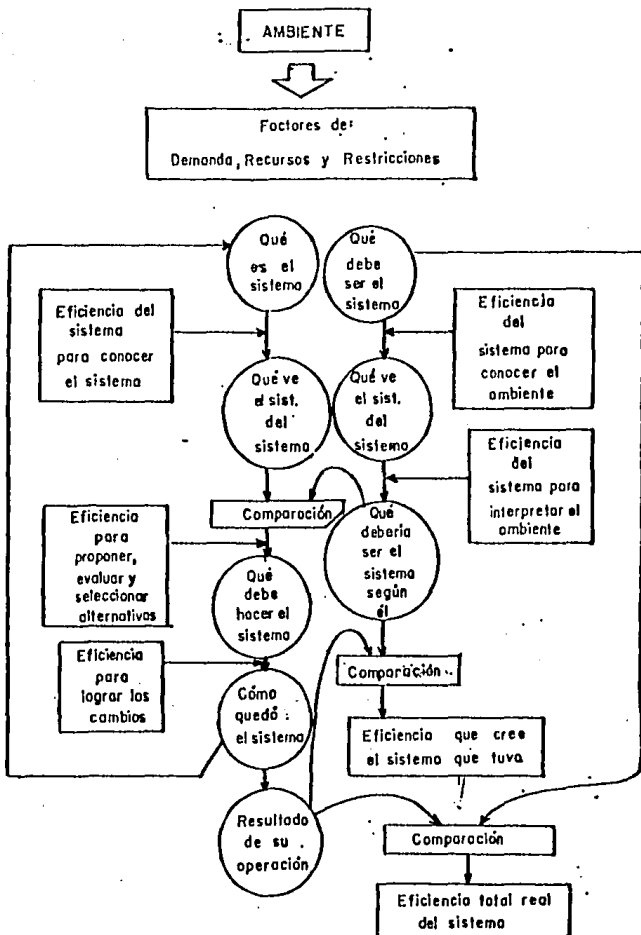 AMBIENTE
Factores de:
Demanda, Recursos y Restricciones
Qué
es el
sistema
Qué
debe
ser el
sistema
Eficiencia del
sistema
para conocer
el sistema
Eficiencia
del
sistema para
conocer el
ambiente
Qué ve
el sist.
del
sistema
Qué ve
el sist.
del
sistema
Eficiencia
del
sistema para
interpretar el
ambiente
Comparación
Qué
debería
ser el
sistema
según
él
Eficiencia
para
proponer,
evaluar y
seleccionar
alternativas
Qué
debe
hacer el
sistema
Eficiencia
para
lograr los
cambios
Comparación
Cómo
quedó
el sistema
Eficiencia que cree
el sistema que tuvo
Resultado
de su
operación
Comparación
Eficiencia total real
del sistema